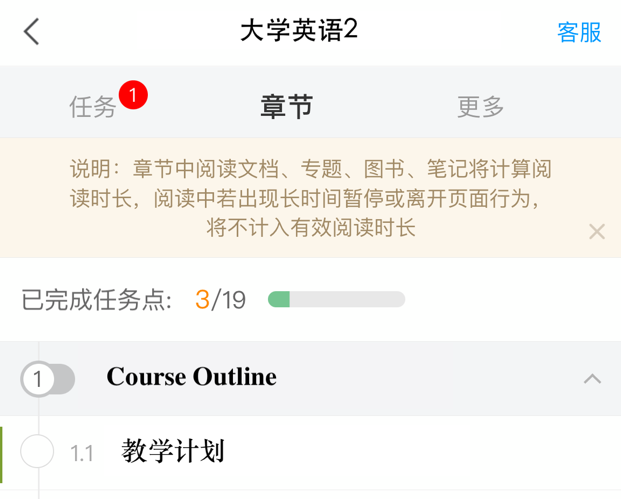 大学英语2
客服
任务 1
章节
更多
说明：章节中阅读文档、专题、图书、笔记将计算阅
读时长，阅读中若出现长时间暂停或离开页面行为，
将不计入有效阅读时长
已完成任务点: 3/19
1 Course Outline
1.1 教学计划